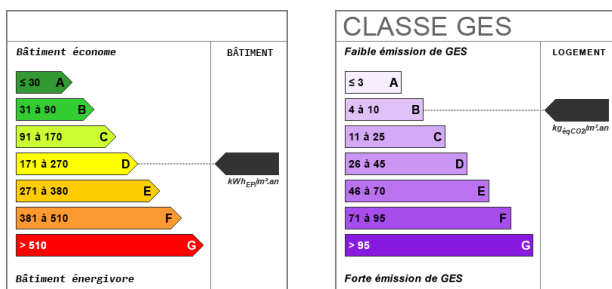 Bâtiment économe
BÂTIMENT
≤ 30 A
31 à 90 B
91 à 170 C
171 à 270 D
kWhEP/m².an
271 à 380 E
381 à 510 F
> 510 G
Bâtiment énergivore
CLASSE GES
Faible émission de GES
LOGEMENT
≤ 3 A
4 à 10 B
kgéqCO2/m².an
11 à 25 C
26 à 45 D
46 à 70 E
71 à 95 F
> 95 G
Forte émission de GES